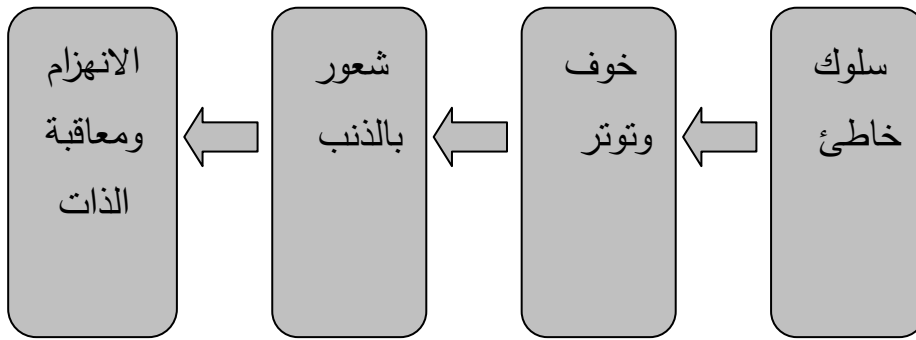 سلوك
خاطئ
خوف
وتوتر
شعور
بالذنب
الانهزام
ومعاقبة
الذات